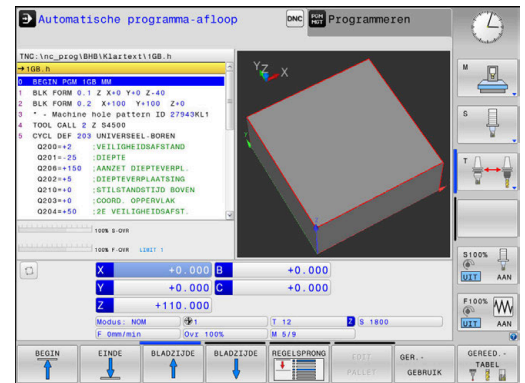 Automatische programma-afloop
DNC
PGM MGT
Programmeren
TNC:\nc_prog\BHB\Klartext\1GB.h
→1GB.h
0 BEGIN PGM 1GB MM
1 BLK FORM 0.1 Z X+0 Y+0 Z-40
2 BLK FORM 0.2 X+100 Y+100 Z+0
3 * - Machine hole pattern ID 27943KL1
4 TOOL CALL 2 Z S4500
5 CYCL DEF 203 UNIVERSEEL-BOREN
Q200=+2 ;VEILIGHEIDSAFSTAND
Q201=-25 ;DIEPTE
Q206=+150 ;AANZET DIEPTEVERPL.
Q202=+5 ;DIEPTEVERPLAATSING
Q210=+0 ;STILSTANDSTIJD BOVEN
Q203=+0 ;COORD. OPPERVLAK
Q204=+50 ;2E VEILIGHEIDSAFST.
100% S-OVR
100% F-OVR LIMIT 1
Y Z X
X +0.000 B +0.000
Y +0.000 C +0.000
Z +110.000
Modus: NOM 1 T 12 Z S 1800
F 0mm/min Ovr 100% M 5/9
M
S
T
S100%
UIT AAN
F100%
UIT AAN
BEGIN
EINDE
BLADZIJDE
BLADZIJDE
REGELSPRONG
EDIT PALLET
GER.- GEBRUIK
GEREED.- TABEL